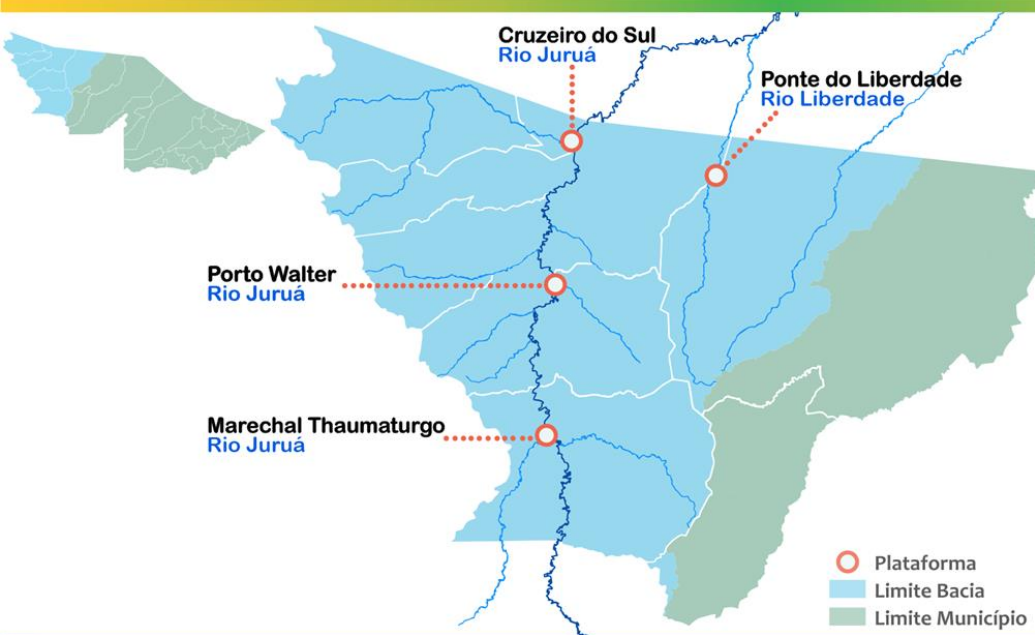 Cruzeiro do Sul
Rio Juruá
Ponte do Liberdade
Rio Liberdade
Porto Walter
Rio Juruá
Marechal Thaumaturgo
Rio Juruá
Plataforma
Limite Bacia
Limite Município